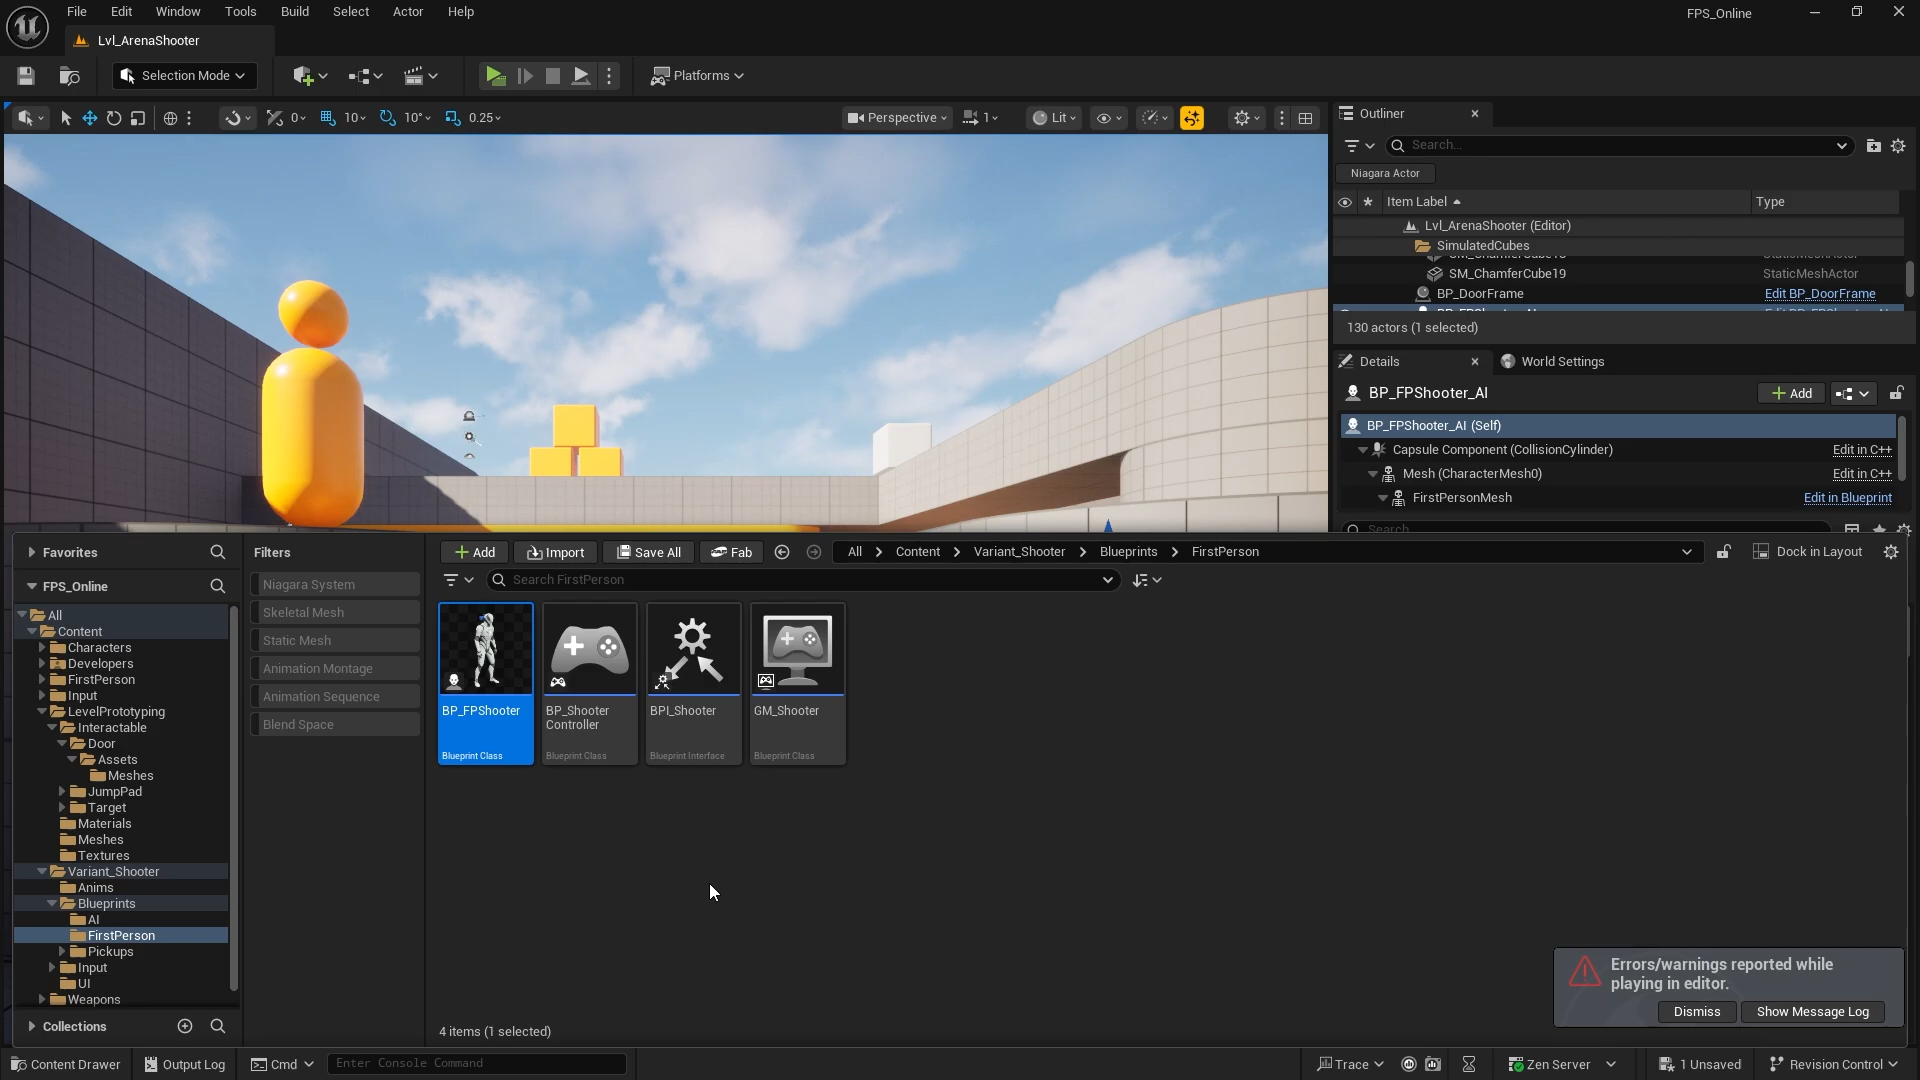 File Edit Window Tools Build Select Actor Help
FPS_Online
Lvl_ArenaShooter
Selection Mode
Platforms
0 10 10° 0.25
Perspective 1 Lit
Outliner
Search...
Niagara Actor
Item Label Type
Lvl_ArenaShooter (Editor)
SimulatedCubes
SM_ChamferCube19 StaticMeshActor
BP_DoorFrame Edit BP_DoorFrame
130 actors (1 selected)
Details World Settings
BP_FPShooter_AI Add
BP_FPShooter_AI (Self)
Capsule Component (CollisionCylinder) Edit in C++
Mesh (CharacterMesh0) Edit in C++
FirstPersonMesh Edit in Blueprint
Search
Favorites
FPS_Online
All
Content
Characters
Developers
FirstPerson
Input
LevelPrototyping
Interactable
Door
Assets
Meshes
JumpPad
Target
Materials
Meshes
Textures
Variant_Shooter
Anims
Blueprints
AI
FirstPerson
Pickups
Input
UI
Weapons
Collections
Filters
Niagara System
Skeletal Mesh
Static Mesh
Animation Montage
Animation Sequence
Blend Space
Add Import Save All Fab All Content Variant_Shooter Blueprints FirstPerson Dock in Layout
Search FirstPerson
BP_FPShooter
Blueprint Class
BP_Shooter
Controller
Blueprint Class
BPI_Shooter
Blueprint Interface
GM_Shooter
Blueprint Class
4 items (1 selected)
Errors/warnings reported while
playing in editor.
Dismiss Show Message Log
Content Drawer Output Log Cmd Enter Console Command Trace Zen Server 1 Unsaved Revision Control